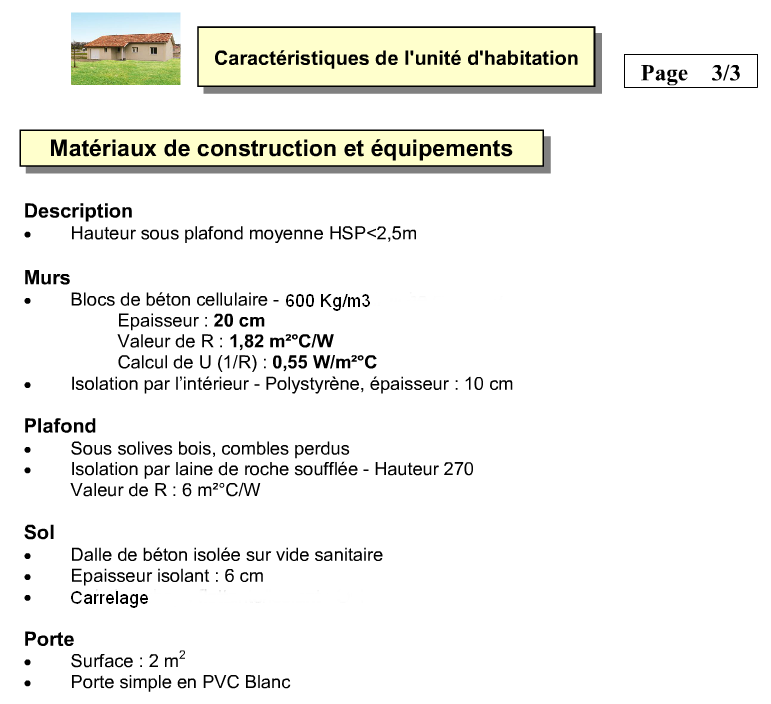 Caractéristiques de l'unité d'habitation
Page 3/3
Matériaux de construction et équipements
Description
• Hauteur sous plafond moyenne HSP<2,5m
Murs
• Blocs de béton cellulaire - 600 Kg/m3
Epaisseur : 20 cm
Valeur de R : 1,82 m²°C/W
Calcul de U (1/R) : 0,55 W/m²°C
• Isolation par l'intérieur - Polystyrène, épaisseur : 10 cm
Plafond
• Sous solives bois, combles perdus
• Isolation par laine de roche soufflée - Hauteur 270
Valeur de R : 6 m²°C/W
Sol
• Dalle de béton isolée sur vide sanitaire
• Epaisseur isolant : 6 cm
• Carrelage
Porte
• Surface : 2 m²
• Porte simple en PVC Blanc